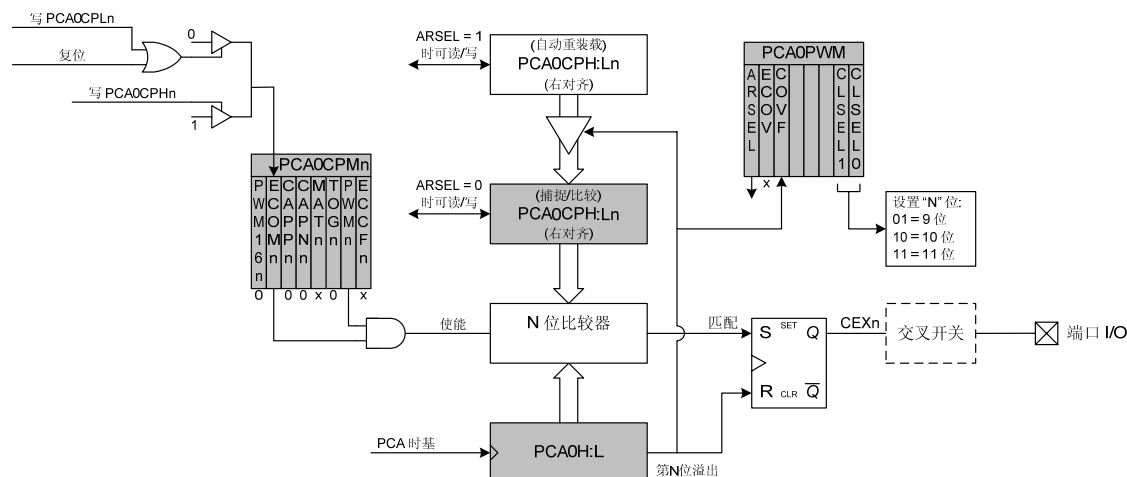 写 PCA0CPLn
复位
0
写 PCA0CPHn
1
ARSEL = 1
时可读/写
(自动重装载)
PCA0CPH:Ln
(右对齐)
PCA0PWM
ARSEL
ECOV
COVF
CLSEL1
CLSEL0
x
设置“N”位:
01 = 9 位
10 = 10 位
11 = 11 位
PCA0CPMn
PWM16n
ECOMn
CAPPn
CAPNn
MATn
TOGn
PWMn
ECCFn
0 0 0 x 0 x
ARSEL = 0
时可读/写
(捕捉/比较)
PCA0CPH:Ln
(右对齐)
使能
N 位比较器
匹配
S SET Q
R CLR Q̅
CEXn
交叉开关
端口 I/O
PCA 时基
PCA0H:L
第N位溢出